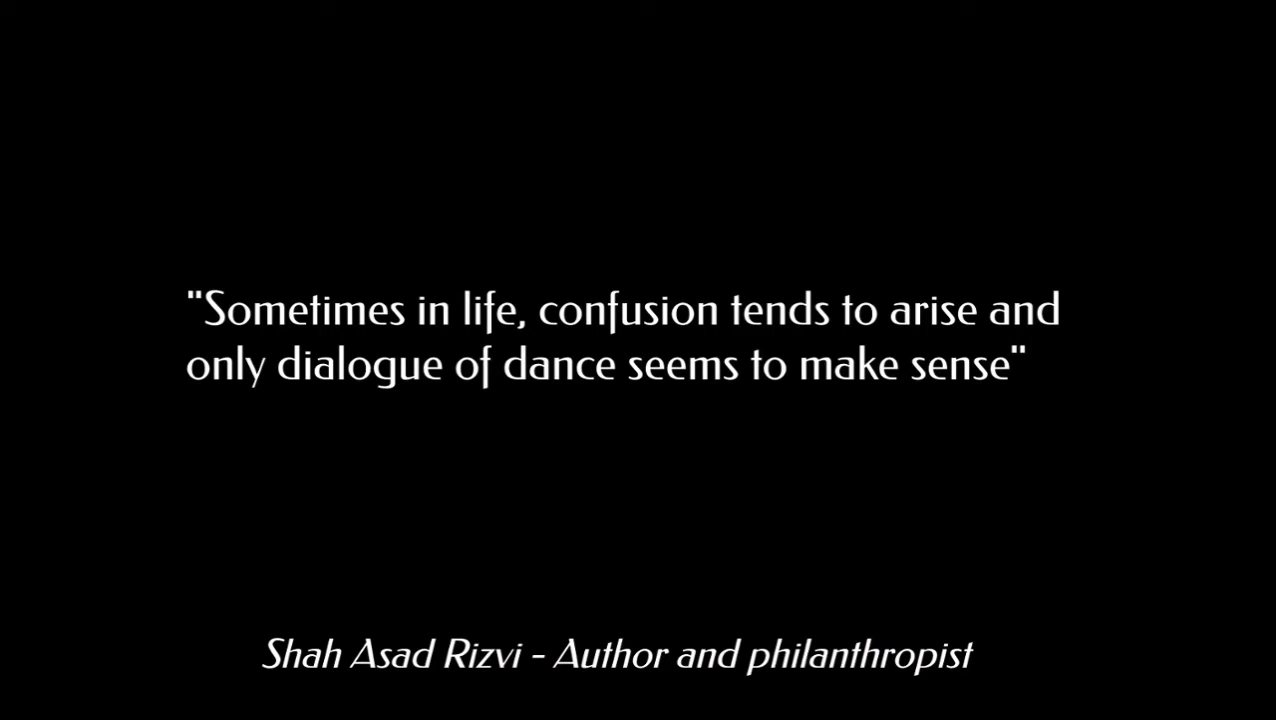 "Sometimes in life, confusion tends to arise and
only dialogue of dance seems to make sense"
Shah Asad Rizvi - Author and philanthropist